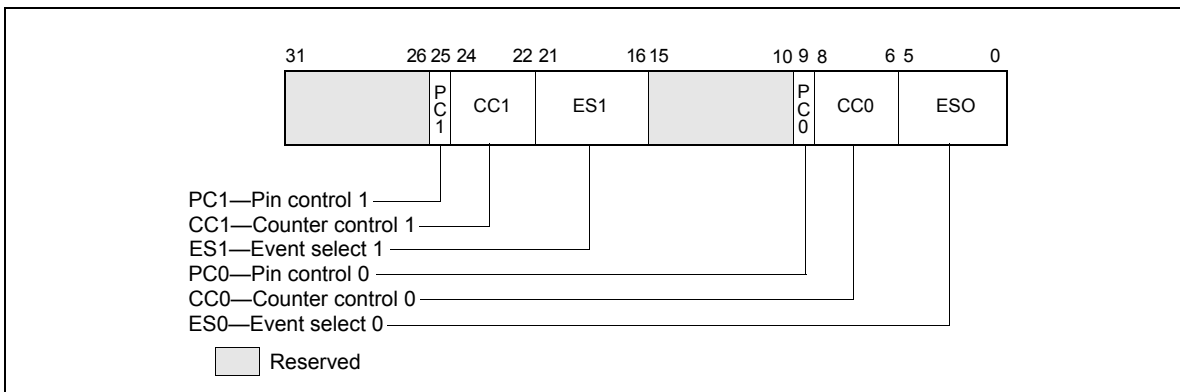 31 26 25 24 22 21 16 15 10 9 8 6 5 0
PC1 CC1 ES1 PC0 CC0 ESO
PC1—Pin control 1
CC1—Counter control 1
ES1—Event select 1
PC0—Pin control 0
CC0—Counter control 0
ES0—Event select 0
Reserved